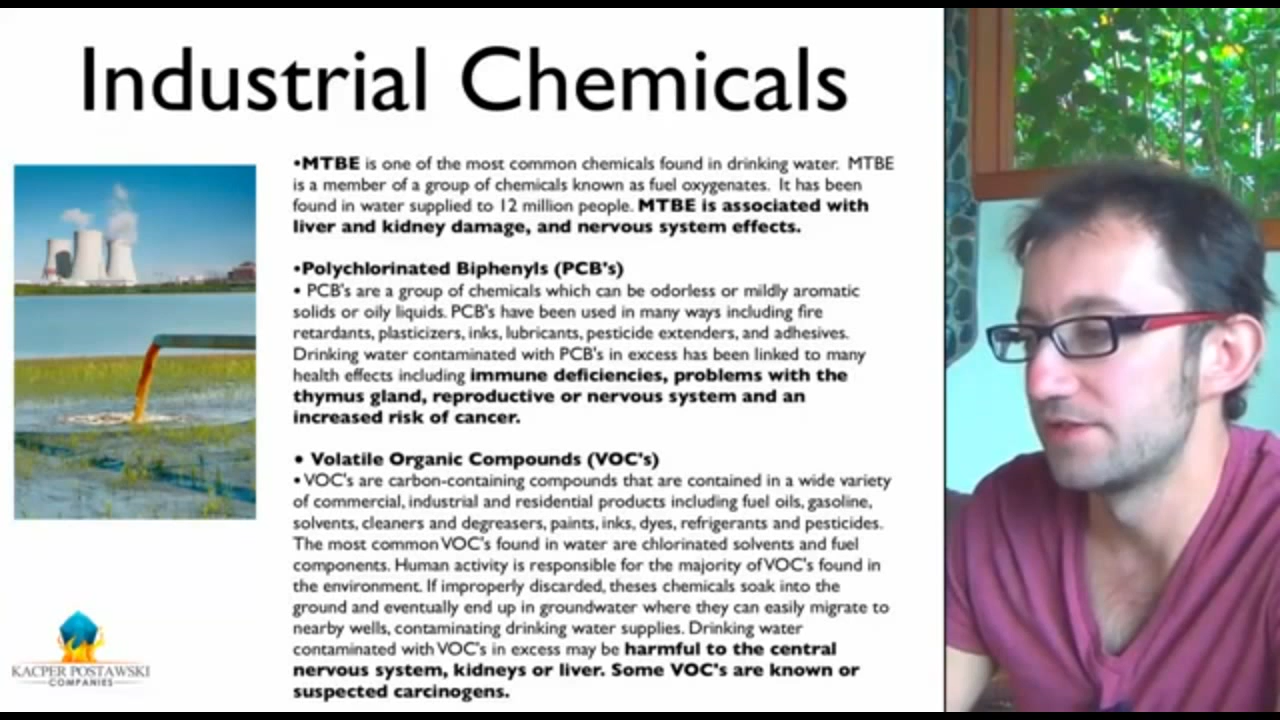 Industrial Chemicals
•MTBE is one of the most common chemicals found in drinking water. MTBE
is a member of a group of chemicals known as fuel oxygenates. It has been
found in water supplied to 12 million people. MTBE is associated with
liver and kidney damage, and nervous system effects.
•Polychlorinated Biphenyls (PCB's)
• PCB's are a group of chemicals which can be odorless or mildly aromatic
solids or oily liquids. PCB's have been used in many ways including fire
retardants, plasticizers, inks, lubricants, pesticide extenders, and adhesives.
Drinking water contaminated with PCB's in excess has been linked to many
health effects including immune deficiencies, problems with the
thymus gland, reproductive or nervous system and an
increased risk of cancer.
• Volatile Organic Compounds (VOC's)
• VOC's are carbon-containing compounds that are contained in a wide variety
of commercial, industrial and residential products including fuel oils, gasoline,
solvents, cleaners and degreasers, paints, inks, dyes, refrigerants and pesticides.
The most common VOC's found in water are chlorinated solvents and fuel
components. Human activity is responsible for the majority of VOC's found in
the environment. If improperly discarded, theses chemicals soak into the
ground and eventually end up in groundwater where they can easily migrate to
nearby wells, contaminating drinking water supplies. Drinking water
contaminated with VOC's in excess may be harmful to the central
nervous system, kidneys or liver. Some VOC's are known or
suspected carcinogens.
KACPER POSTAWSKI
COMPANIES